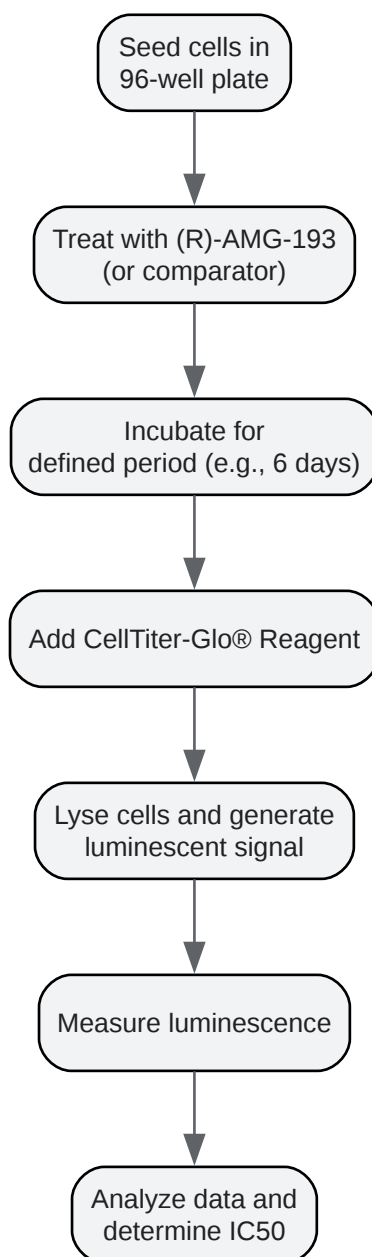 Seed cells in
96-well plate
Treat with (R)-AMG-193
(or comparator)
Incubate for
defined period (e.g., 6 days)
Add CellTiter-Glo® Reagent
Lyse cells and generate
luminescent signal
Measure luminescence
Analyze data and
determine IC50